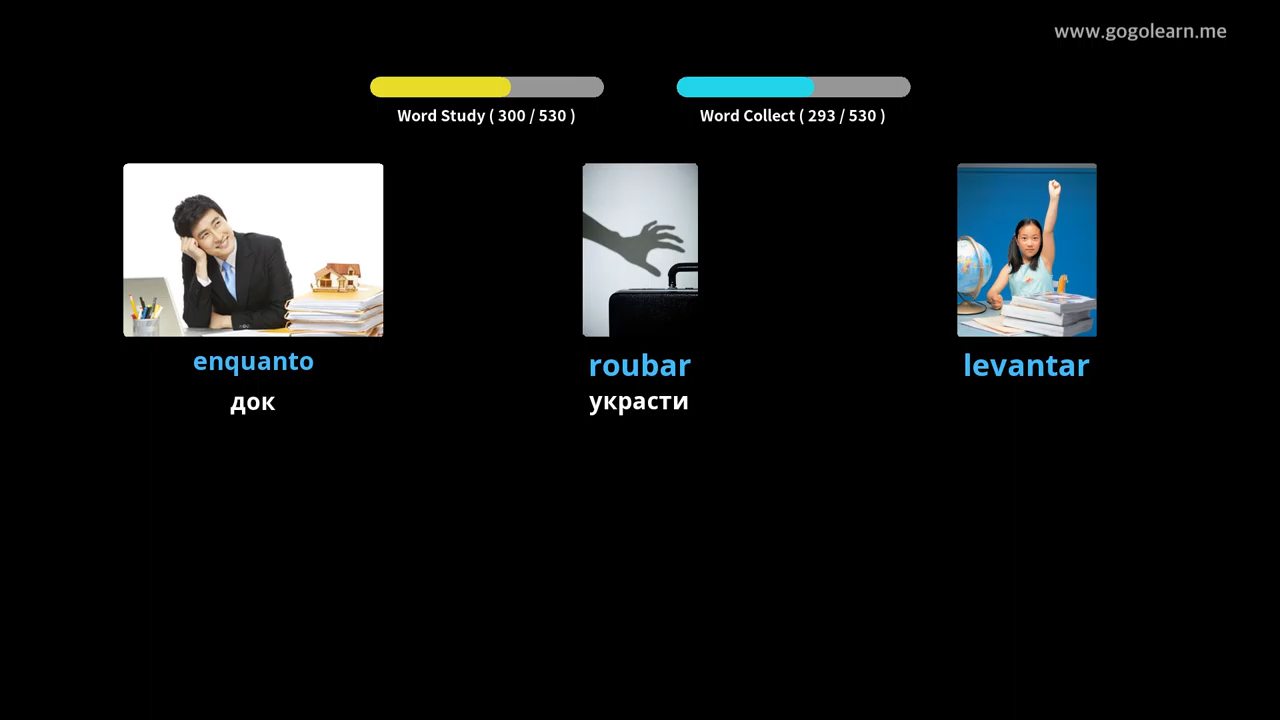 www.gogolearn.me
Word Study ( 300 / 530 )
Word Collect ( 293 / 530 )
enquanto
roubar
levantar
док
украсти